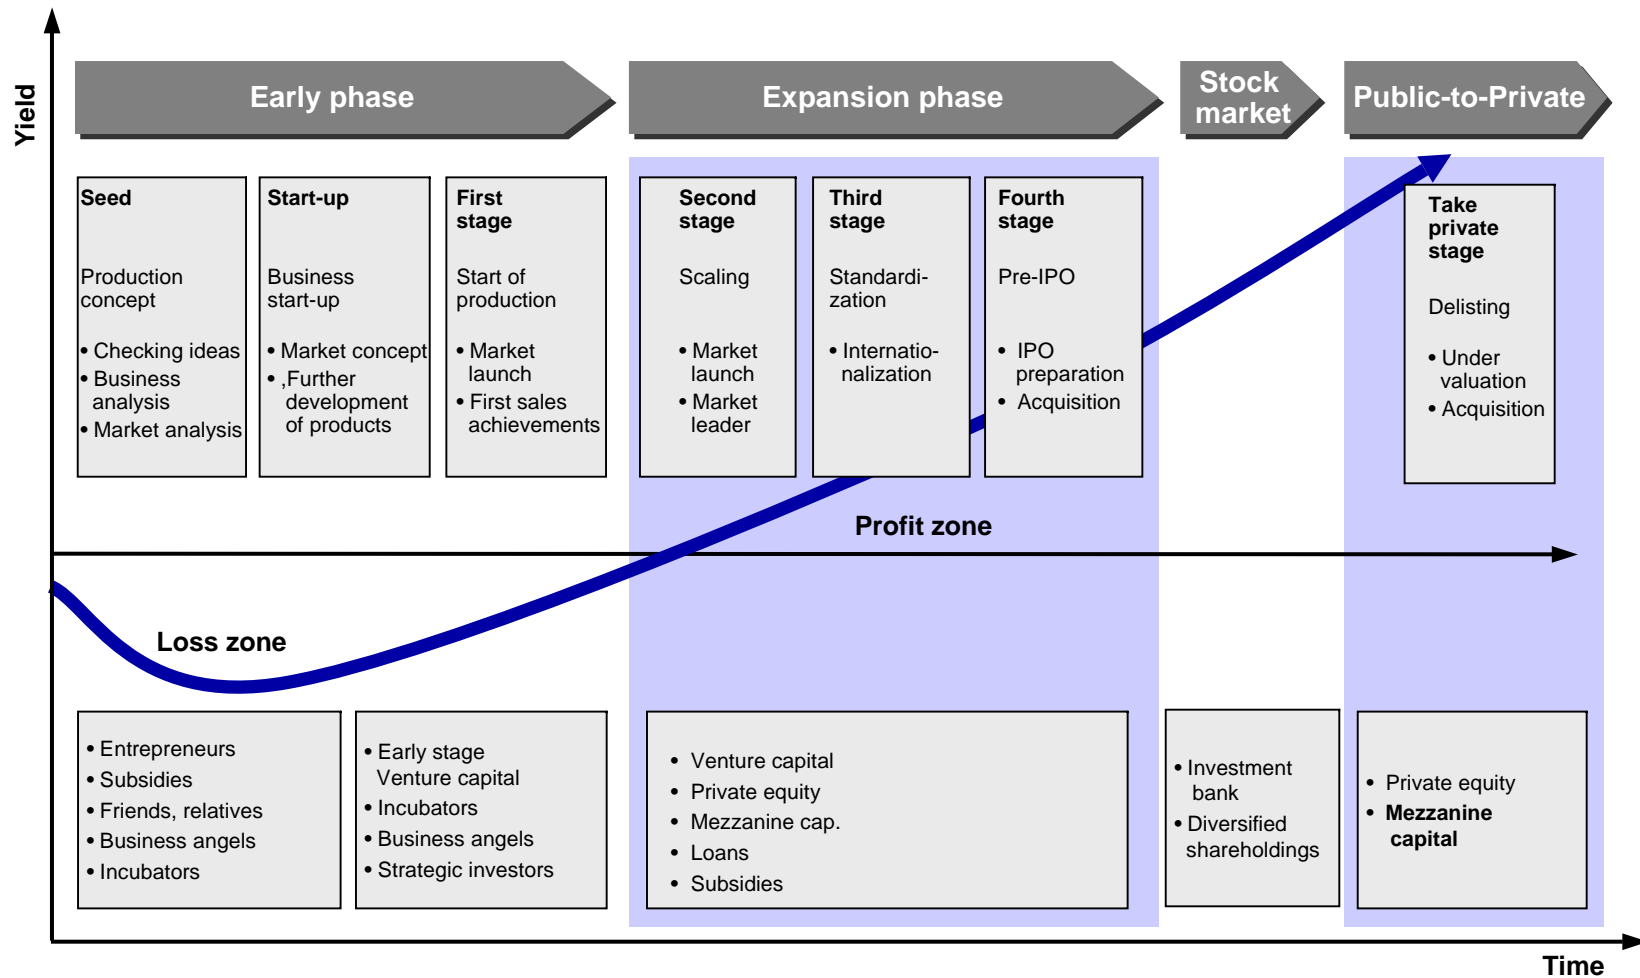 Yield
Early phase
Expansion phase
Stock
market
Public-to-Private
Seed
Production
concept
• Checking ideas
• Business
analysis
• Market analysis
Start-up
Business
start-up
• Market concept
• ,Further
development
of products
First
stage
Start of
production
• Market
launch
• First sales
achievements
Second
stage
Scaling
• Market
launch
• Market
leader
Third
stage
Standardi-
zation
• Internatio-
nalization
Fourth
stage
Pre-IPO
• IPO
preparation
• Acquisition
Take
private
stage
Delisting
• Under
valuation
• Acquisition
Profit zone
Loss zone
• Entrepreneurs
• Subsidies
• Friends, relatives
• Business angels
• Incubators
• Early stage
Venture capital
• Incubators
• Business angels
• Strategic investors
• Venture capital
• Private equity
• Mezzanine cap.
• Loans
• Subsidies
• Investment
bank
• Diversified
shareholdings
• Private equity
• Mezzanine
capital
Time